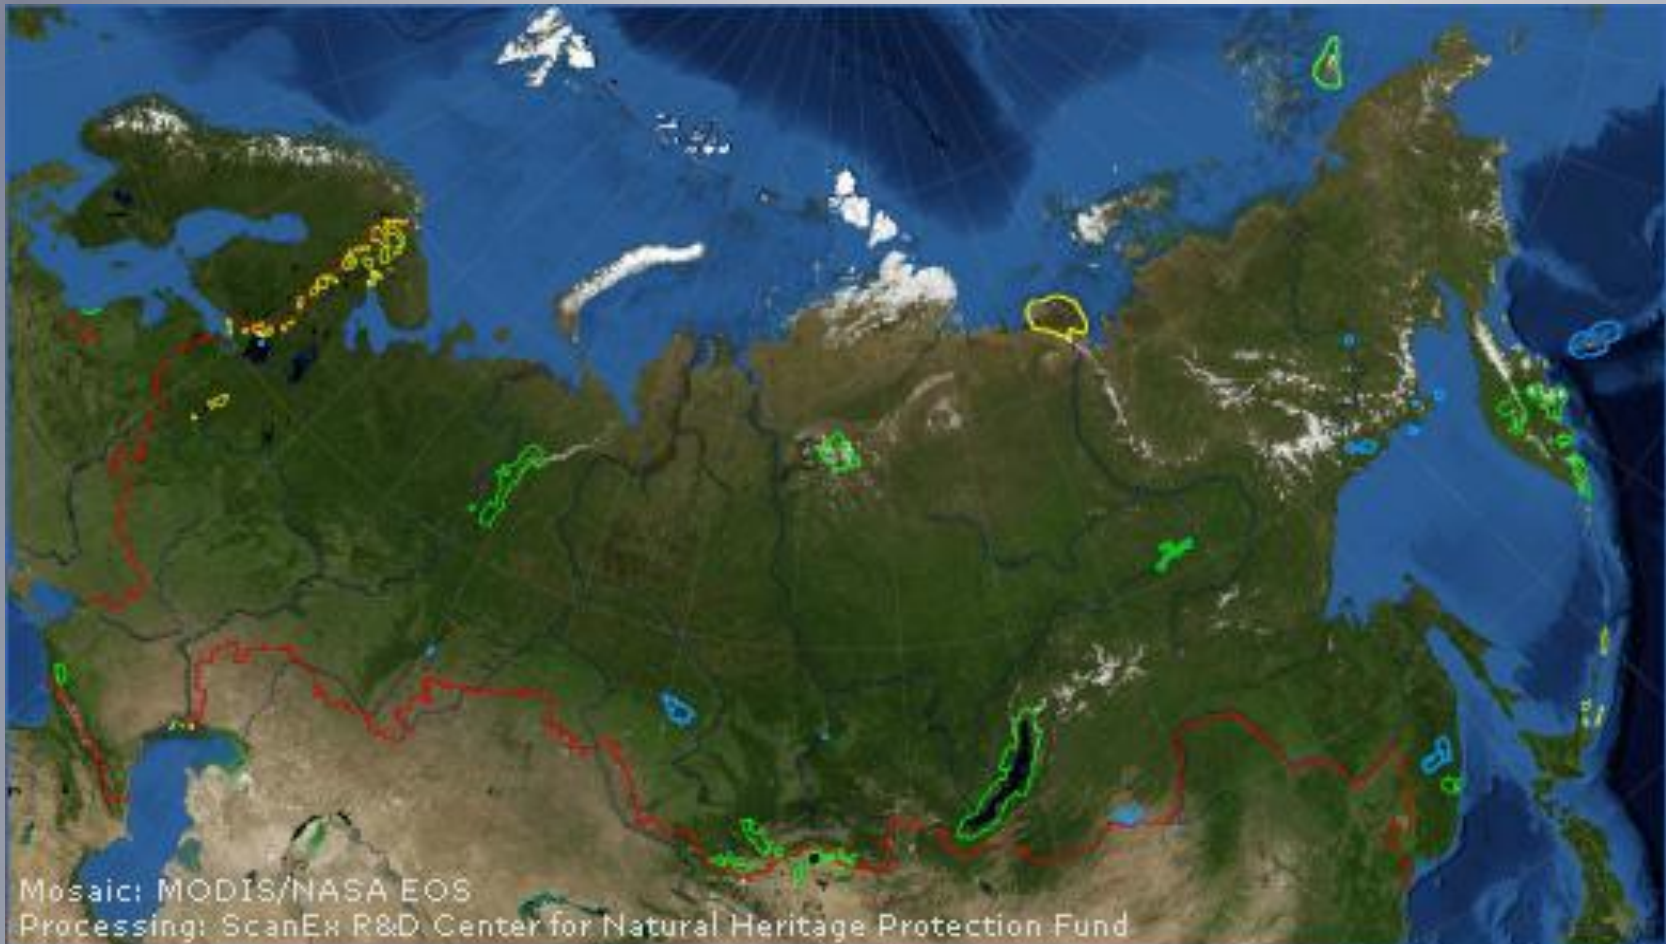 Mosaic: MODIS/NASA EOS
Processing: ScanEx R&D Center for Natural Heritage Protection Fund